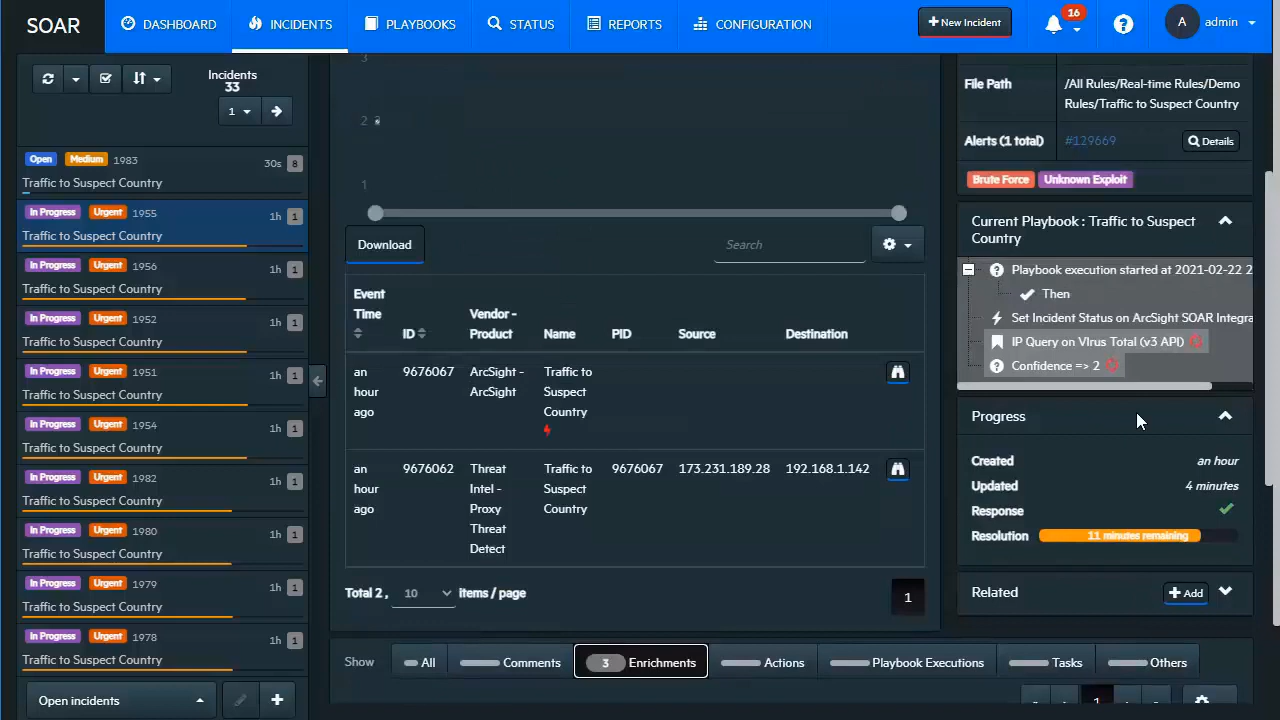 SOAR
DASHBOARD
INCIDENTS
PLAYBOOKS
STATUS
REPORTS
CONFIGURATION
New Incident
16
A
admin
Incidents
33
1
Open Medium 1983 30s 8
Traffic to Suspect Country
In Progress Urgent 1955 1h 1
Traffic to Suspect Country
In Progress Urgent 1956 1h 1
Traffic to Suspect Country
In Progress Urgent 1952 1h 1
Traffic to Suspect Country
In Progress Urgent 1951 1h 1
Traffic to Suspect Country
In Progress Urgent 1954 1h 1
Traffic to Suspect Country
In Progress Urgent 1982 1h 1
Traffic to Suspect Country
In Progress Urgent 1980 1h 1
Traffic to Suspect Country
In Progress Urgent 1979 1h 1
Traffic to Suspect Country
In Progress Urgent 1978 1h 1
Traffic to Suspect Country
Open incidents
3
2
1
Download
Search
Event Time ID Vendor - Product Name PID Source Destination
an hour ago 9676067 ArcSight - ArcSight Traffic to Suspect Country
an hour ago 9676062 Threat Intel - Proxy Threat Detect Traffic to Suspect Country 9676067 173.231.189.28 192.168.1.142
Total 2 , 10 items / page
1
Show All Comments 3 Enrichments Actions Playbook Executions Tasks Others
1
File Path /All Rules/Real-time Rules/Demo
Rules/Traffic to Suspect Country
Alerts (1 total) #129669 Details
Brute Force Unknown Exploit
Current Playbook : Traffic to Suspect
Country
Playbook execution started at 2021-02-22 2
Then
Set Incident Status on ArcSight SOAR Integra
IP Query on VIrus Total (v3 API)
Confidence => 2
Progress
Created an hour
Updated 4 minutes
Response
Resolution 11 minutes remaining
Related Add